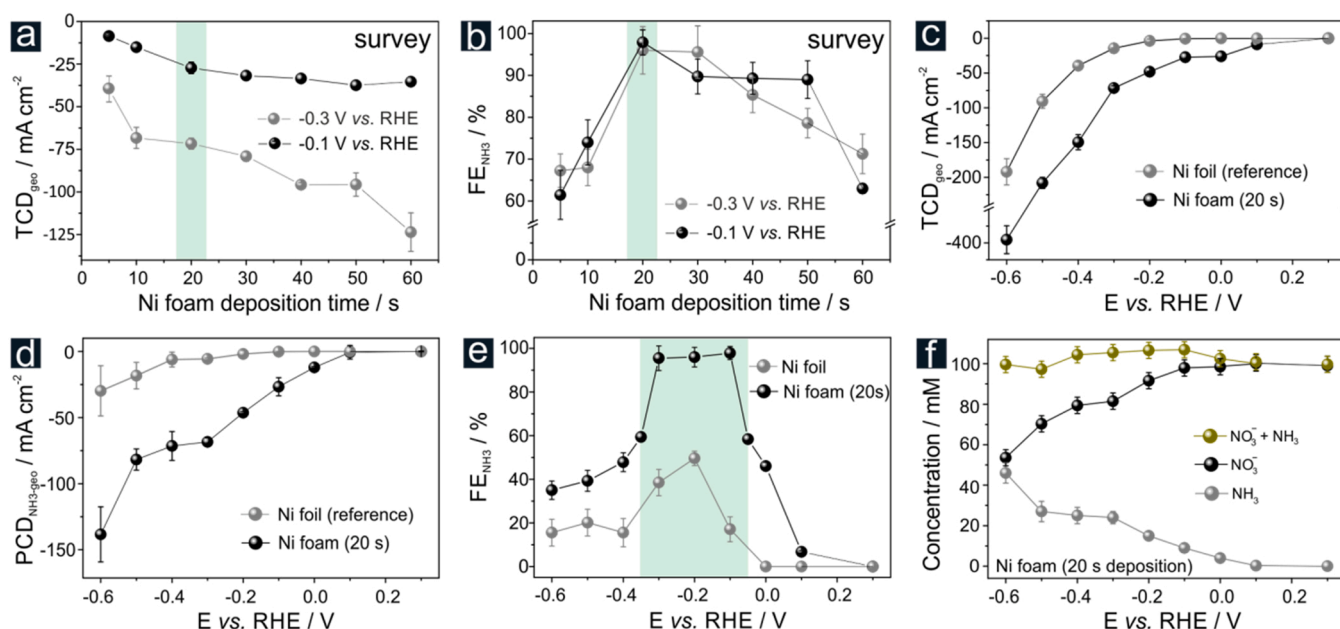 a
survey
0
-25
-50
-75
-100
-125
TCD_geo / mA cm⁻²
-0.3 V vs. RHE
-0.1 V vs. RHE
0 10 20 30 40 50 60
Ni foam deposition time / s
b
survey
100
90
80
70
60
0
FE_NH3 / %
-0.3 V vs. RHE
-0.1 V vs. RHE
0 10 20 30 40 50 60
Ni foam deposition time / s
c
0
-50
-100
-150
-200
-400
TCD_geo / mA cm⁻²
Ni foil (reference)
Ni foam (20 s)
-0.6 -0.4 -0.2 0.0 0.2
E vs. RHE / V
d
0
-50
-100
-150
PCD_NH3-geo / mA cm⁻²
Ni foil (reference)
Ni foam (20 s)
-0.6 -0.4 -0.2 0.0 0.2
E vs. RHE / V
e
100
80
60
40
20
0
FE_NH3 / %
Ni foil
Ni foam (20s)
-0.6 -0.4 -0.2 0.0 0.2
E vs. RHE / V
f
100
80
60
40
20
0
Concentration / mM
NO₃⁻ + NH₃
NO₃⁻
NH₃
Ni foam (20 s deposition)
-0.6 -0.4 -0.2 0.0 0.2
E vs. RHE / V